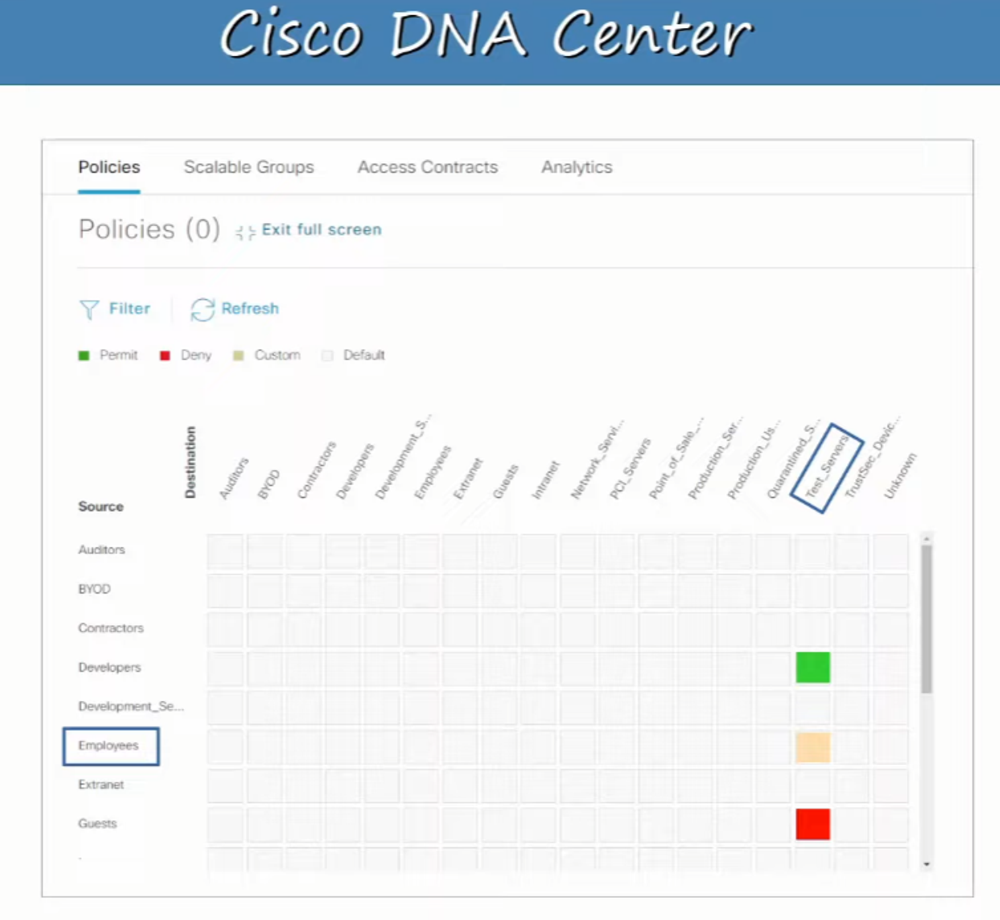 Cisco DNA Center
Policies Scalable Groups Access Contracts Analytics
Policies (0) Exit full screen
Filter Refresh
Permit Deny Custom Default
Destination
Auditors
BYOD
Contractors
Developers
Development_S...
Employees
Extranet
Guests
Intranet
Network_Servi...
PCI_Servers
Point_of_Sale_...
Production_Ser...
Production_Us...
Quarantined_S...
Test_Servers
TrustSec_Devic...
Unknown
Source
Auditors
BYOD
Contractors
Developers
Development_Se...
Employees
Extranet
Guests